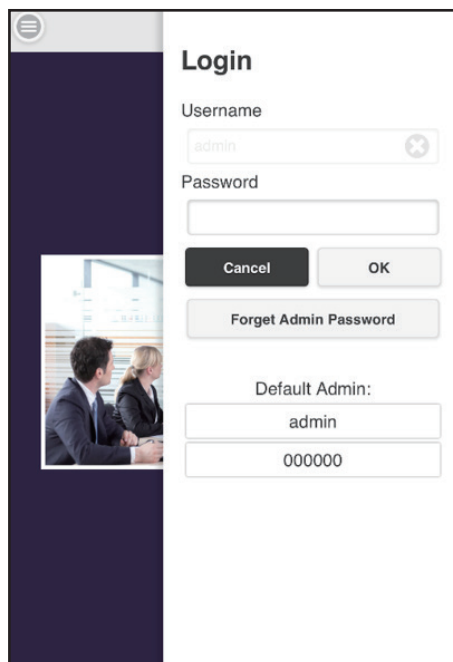 Login
Username
admin
Password
Cancel
OK
Forget Admin Password
Default Admin:
admin
000000